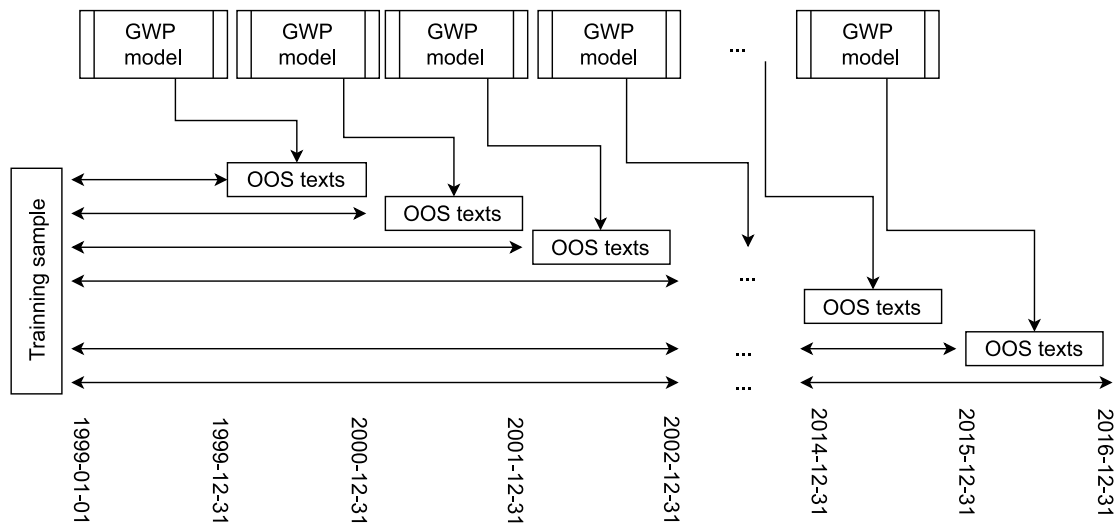 GWP
model
GWP
model
GWP
model
GWP
model
...
GWP
model
Trainning sample
OOS texts
OOS texts
OOS texts
...
OOS texts
...
OOS texts
...
1999-01-01
1999-12-31
2000-12-31
2001-12-31
2002-12-31
2014-12-31
2015-12-31
2016-12-31